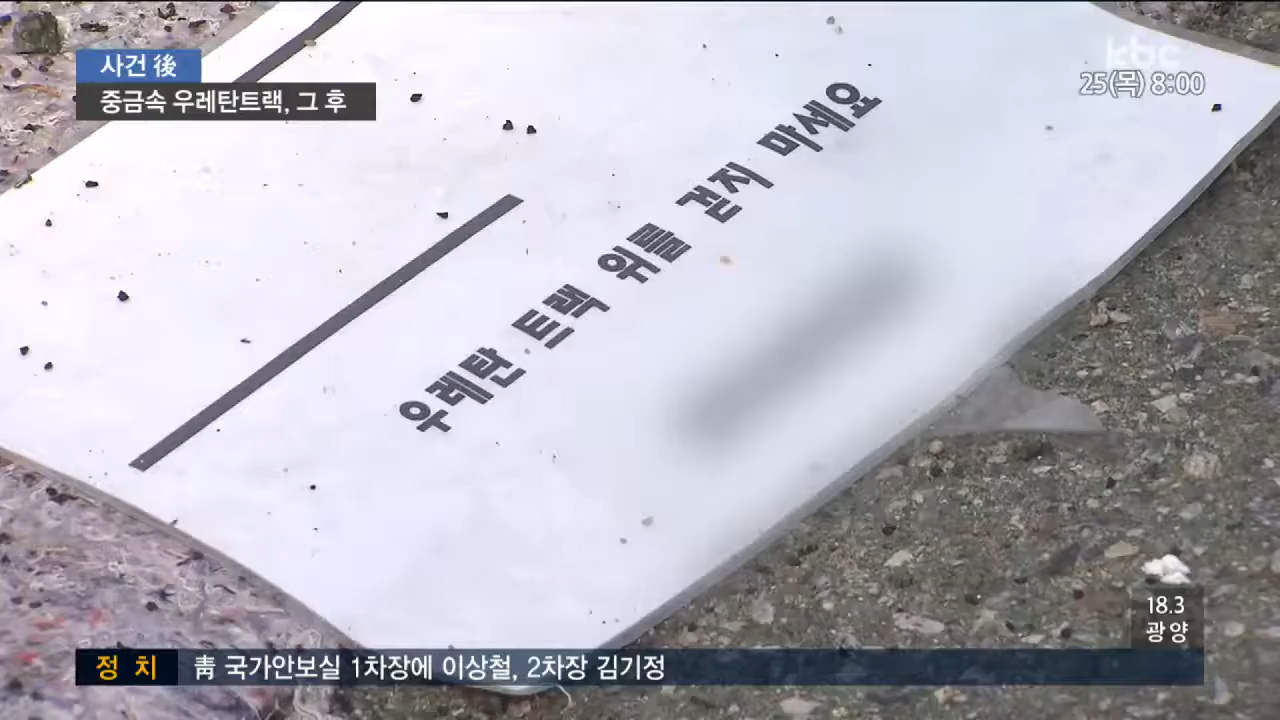 사건 後
중금속 우레탄트랙, 그 후
kbc
25(목) 8:00
우레탄 트랙 위를 걷지 마세요
18.3
광양
정 치
靑 국가안보실 1차장에 이상철, 2차장 김기정